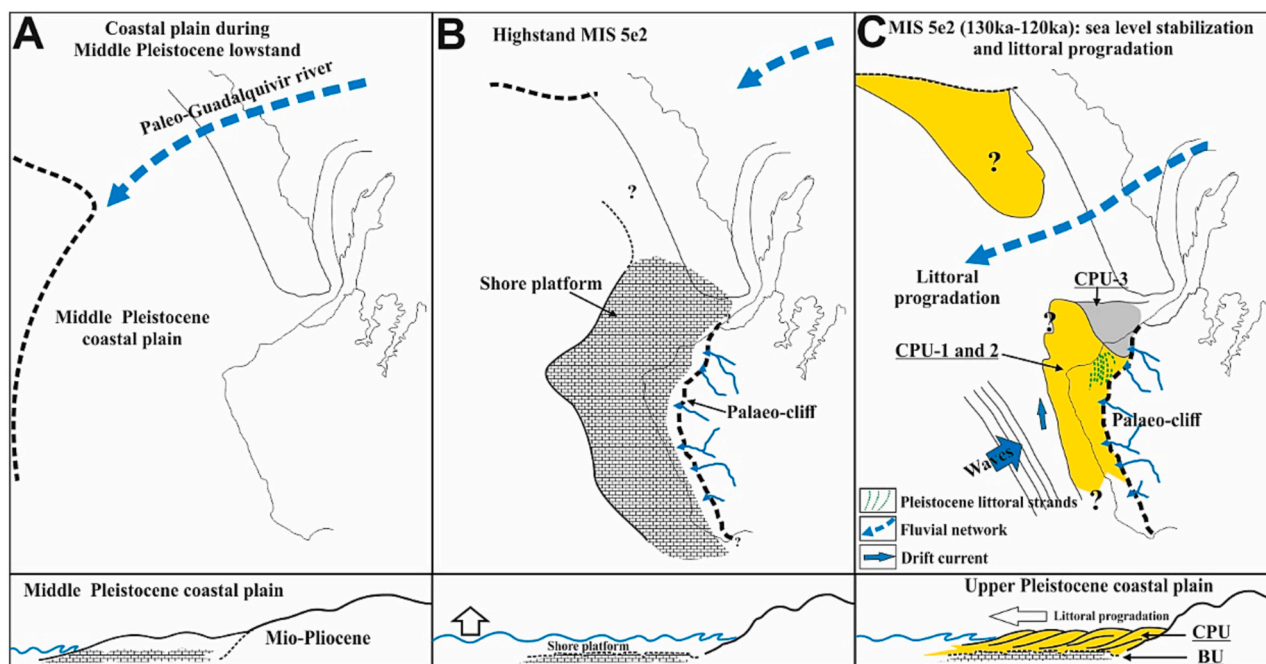 A
Coastal plain during
Middle Pleistocene lowstand
Paleo-Guadalquivir river
Middle Pleistocene
coastal plain
Middle Pleistocene coastal plain
Mio-Pliocene
B
Highstand MIS 5e2
?
Shore platform
Palaeo-cliff
?
Shore platform
C
MIS 5e2 (130ka-120ka): sea level stabilization
and littoral progradation
?
Littoral
progradation
CPU-3
?
CPU-1 and 2
Palaeo-cliff
Waves
?
Pleistocene littoral strands
Fluvial network
Drift current
Upper Pleistocene coastal plain
Littoral progradation
CPU
BU